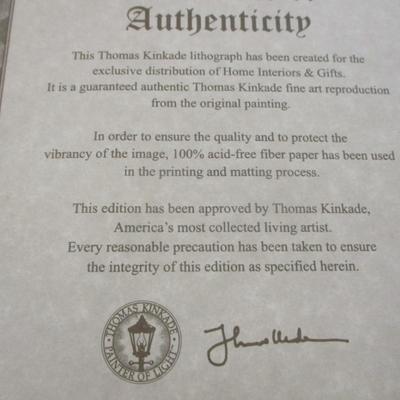 Authenticity
This Thomas Kinkade lithograph has been created for the
exclusive distribution of Home Interiors & Gifts.
It is a guaranteed authentic Thomas Kinkade fine art reproduction
from the original painting.
In order to ensure the quality and to protect the
vibrancy of the image, 100% acid-free fiber paper has been used
in the printing and matting process.
This edition has been approved by Thomas Kinkade,
America's most collected living artist.
Every reasonable precaution has been taken to ensure
the integrity of this edition as specified herein.
THOMAS KINKADE
PAINTER OF LIGHT